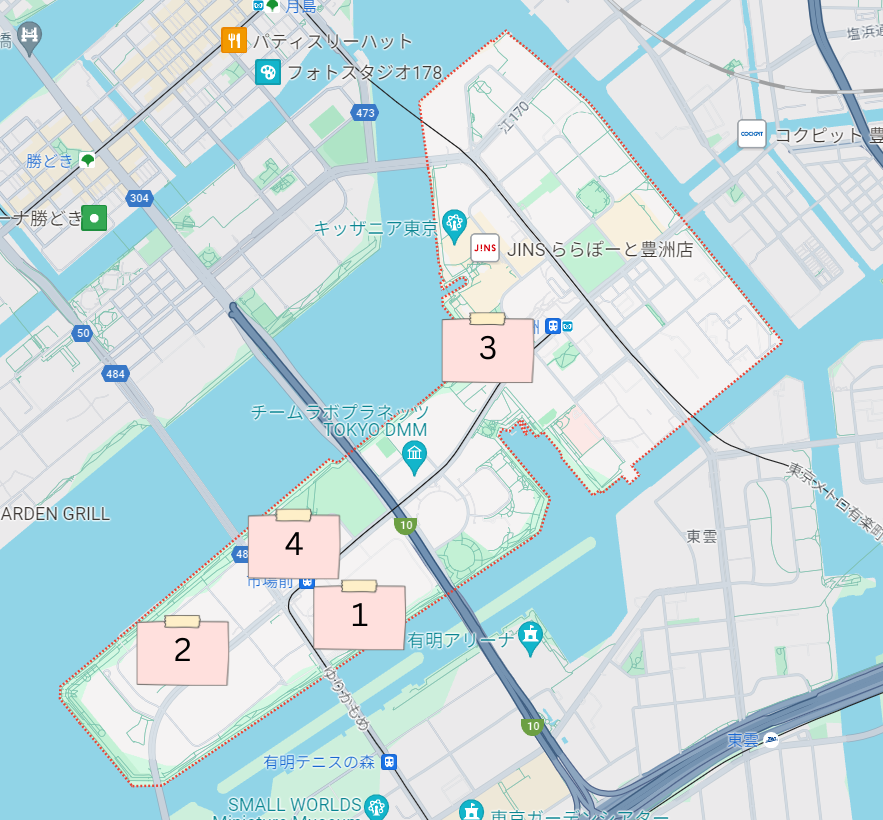 月島
橋
パティスリーハット
フォトスタジオ178
塩浜通
473
江170
COCKPIT
コクピット 豊
勝どき
304
ーナ勝どき
キッザニア東京
J!NS
JINS ららぽーと豊洲店
50
484
洲
3
チームラボプラネッツ
TOKYO DMM
ARDEN GRILL
10
東京メトロ有楽町
東雲
4
48
市場前
1
2
有明アリーナ
ゆりかもめ
10
東雲
有明テニスの森
SMALL WORLDS
Miniature Museum
東京ガーデンシアター